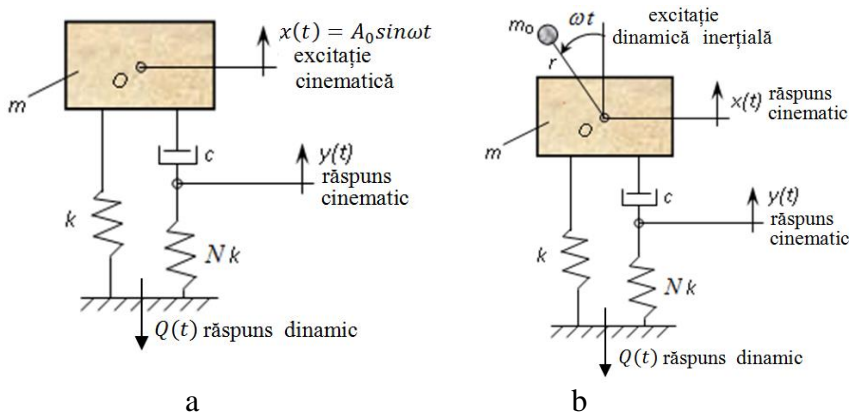 x(t) = A₀sinωt
excitație
cinematică
O
m
c
y(t)
răspuns
cinematic
k
Nk
Q(t) răspuns dinamic
a
m₀
ωt
excitație
dinamică inerțială
r
x(t) răspuns
cinematic
O
m
c
y(t)
răspuns
cinematic
k
Nk
Q(t) răspuns dinamic
b